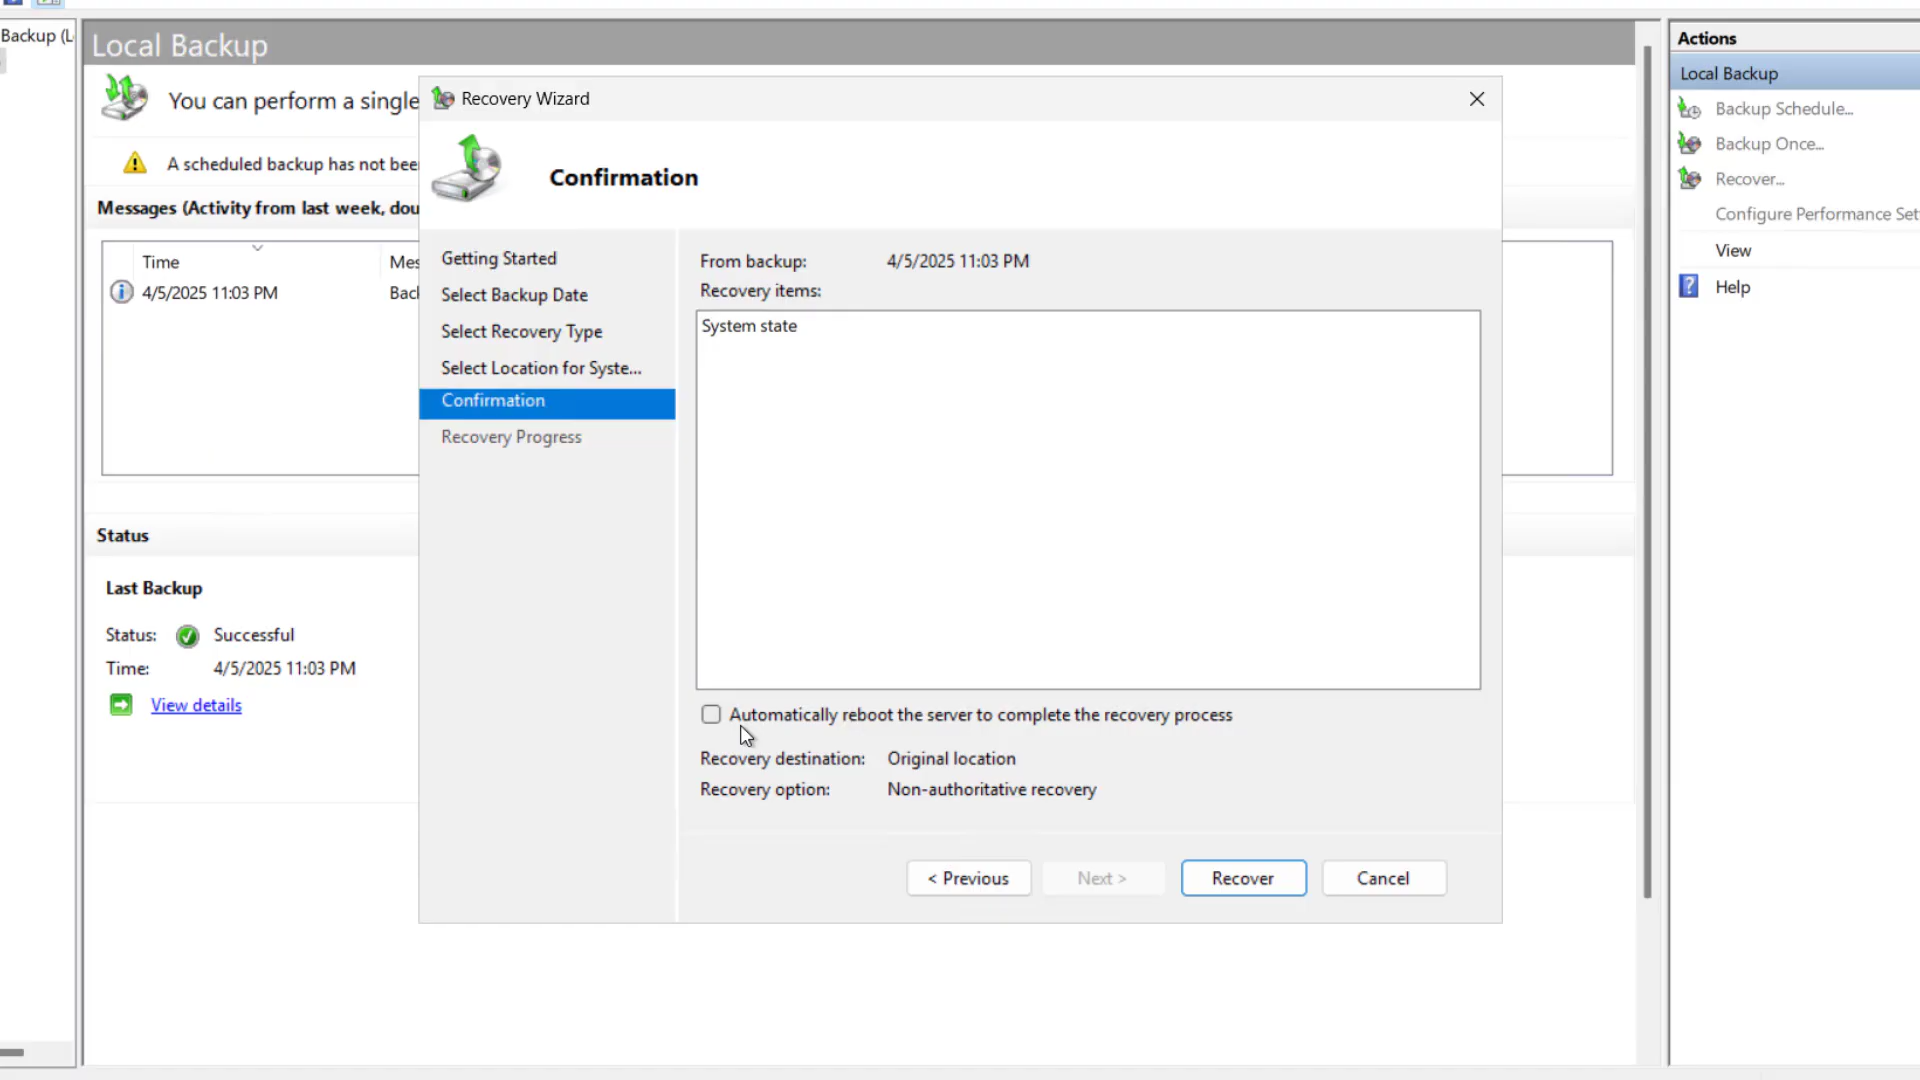 Backup (L
Local Backup
You can perform a single
A scheduled backup has not been
Messages (Activity from last week, dou
Time
Mes
4/5/2025 11:03 PM
Bac
Status
Last Backup
Status: Successful
Time: 4/5/2025 11:03 PM
View details
Recovery Wizard
Confirmation
Getting Started
Select Backup Date
Select Recovery Type
Select Location for Syste...
Confirmation
Recovery Progress
From backup: 4/5/2025 11:03 PM
Recovery items:
System state
Automatically reboot the server to complete the recovery process
Recovery destination: Original location
Recovery option: Non-authoritative recovery
< Previous
Next >
Recover
Cancel
Actions
Local Backup
Backup Schedule...
Backup Once...
Recover...
Configure Performance Set
View
Help